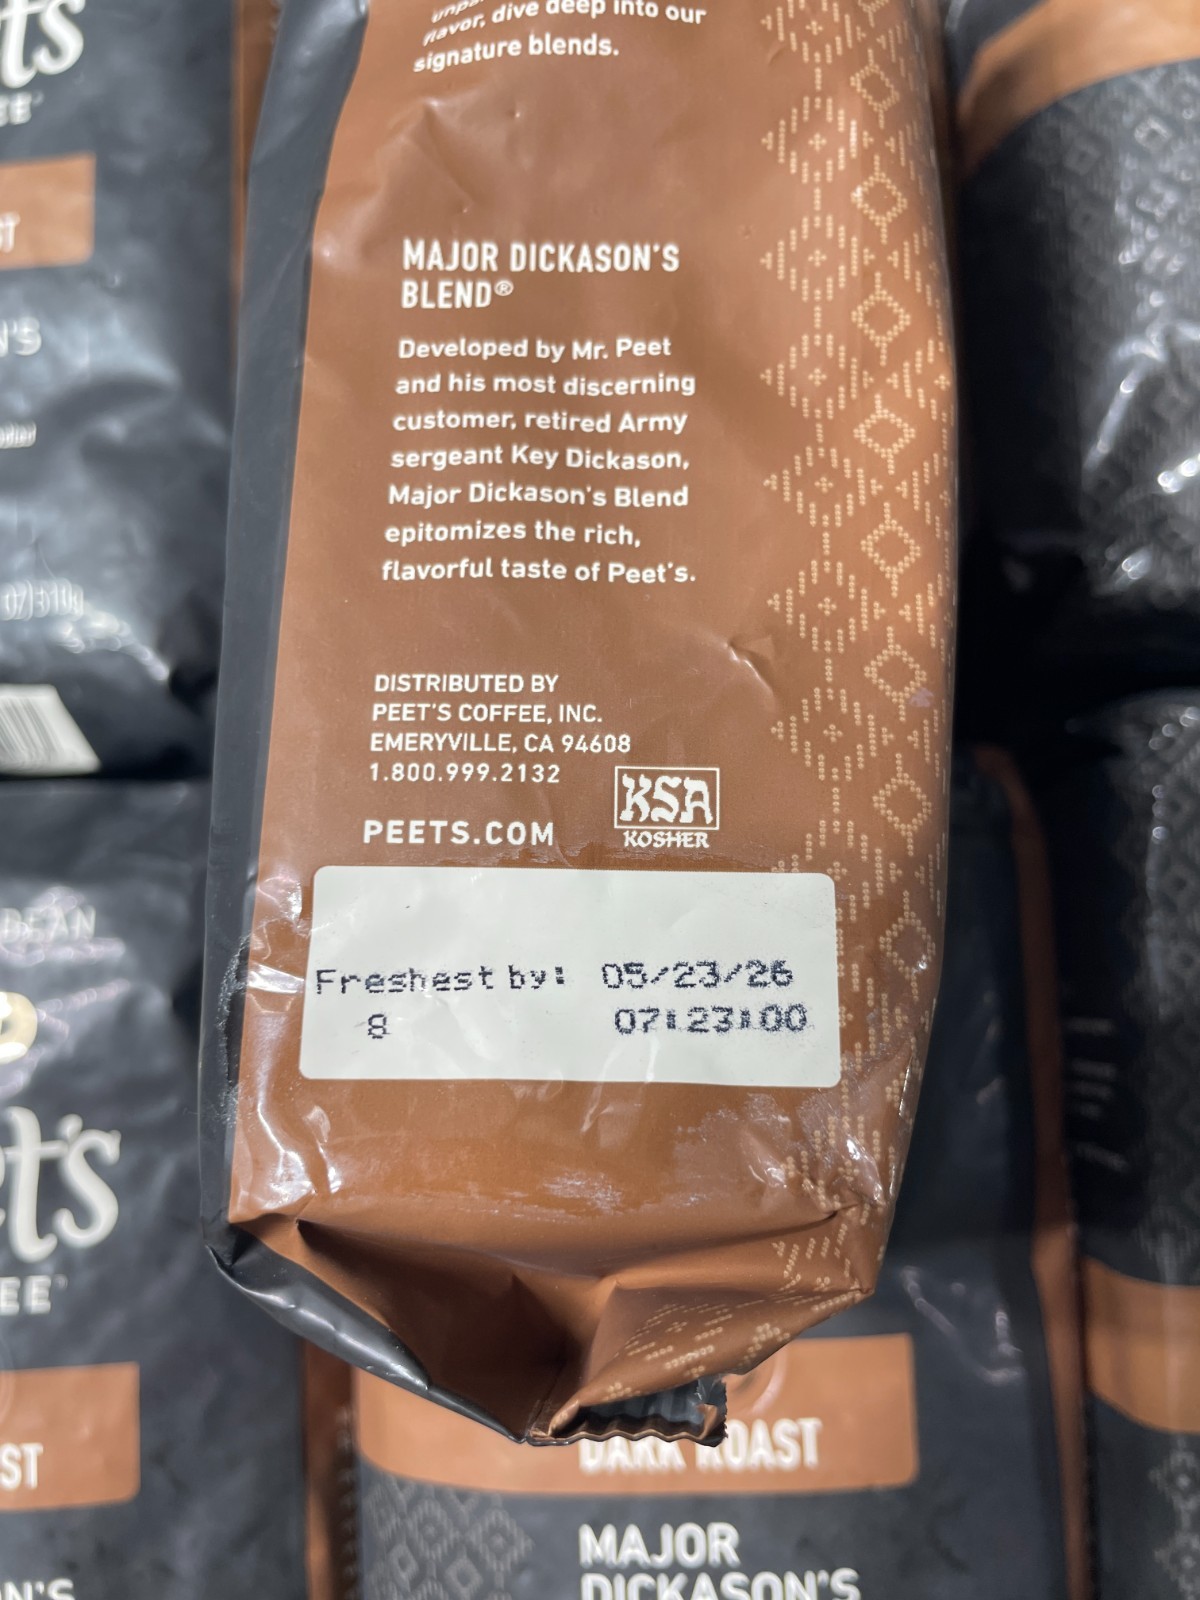 flavor, dive deep into our
signature blends.
MAJOR DICKASON'S
BLEND®
Developed by Mr. Peet
and his most discerning
customer, retired Army
sergeant Key Dickason,
Major Dickason's Blend
epitomizes the rich,
flavorful taste of Peet's.
DISTRIBUTED BY
PEET'S COFFEE, INC.
EMERYVILLE, CA 94608
1.800.999.2132
PEETS.COM
KSA
KOSHER
Freshest by: 05/23/26
8 07:23:00
BEAN
DARK ROAST
MAJOR
DICKASON'S